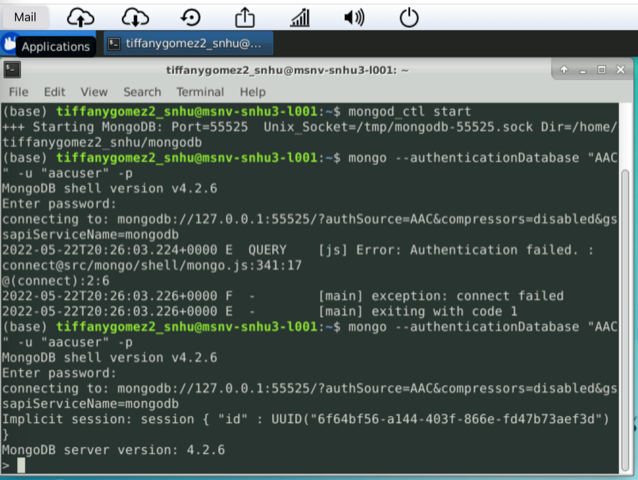 Mail
Applications
tiffanygomez2_snhu@...
tiffanygomez2_snhu@msnv-snhu3-l001: ~
File Edit View Search Terminal Help
(base) tiffanygomez2_snhu@msnv-snhu3-l001:~$ mongod_ctl start
+++ Starting MongoDB: Port=55525 Unix_Socket=/tmp/mongodb-55525.sock Dir=/home/
tiffanygomez2_snhu/mongodb
(base) tiffanygomez2_snhu@msnv-snhu3-l001:~$ mongo --authenticationDatabase "AAC
" -u "aacuser" -p
MongoDB shell version v4.2.6
Enter password:
connecting to: mongodb://127.0.0.1:55525/?authSource=AAC&compressors=disabled&gs
sapiServiceName=mongodb
2022-05-22T20:26:03.224+0000 E QUERY [js] Error: Authentication failed. :
connect@src/mongo/shell/mongo.js:341:17
@(connect):2:6
2022-05-22T20:26:03.226+0000 F - [main] exception: connect failed
2022-05-22T20:26:03.226+0000 E - [main] exiting with code 1
(base) tiffanygomez2_snhu@msnv-snhu3-l001:~$ mongo --authenticationDatabase "AAC
" -u "aacuser" -p
MongoDB shell version v4.2.6
Enter password:
connecting to: mongodb://127.0.0.1:55525/?authSource=AAC&compressors=disabled&gs
sapiServiceName=mongodb
Implicit session: session { "id" : UUID("6f64bf56-a144-403f-866e-fd47b73aef3d")
}
MongoDB server version: 4.2.6
>